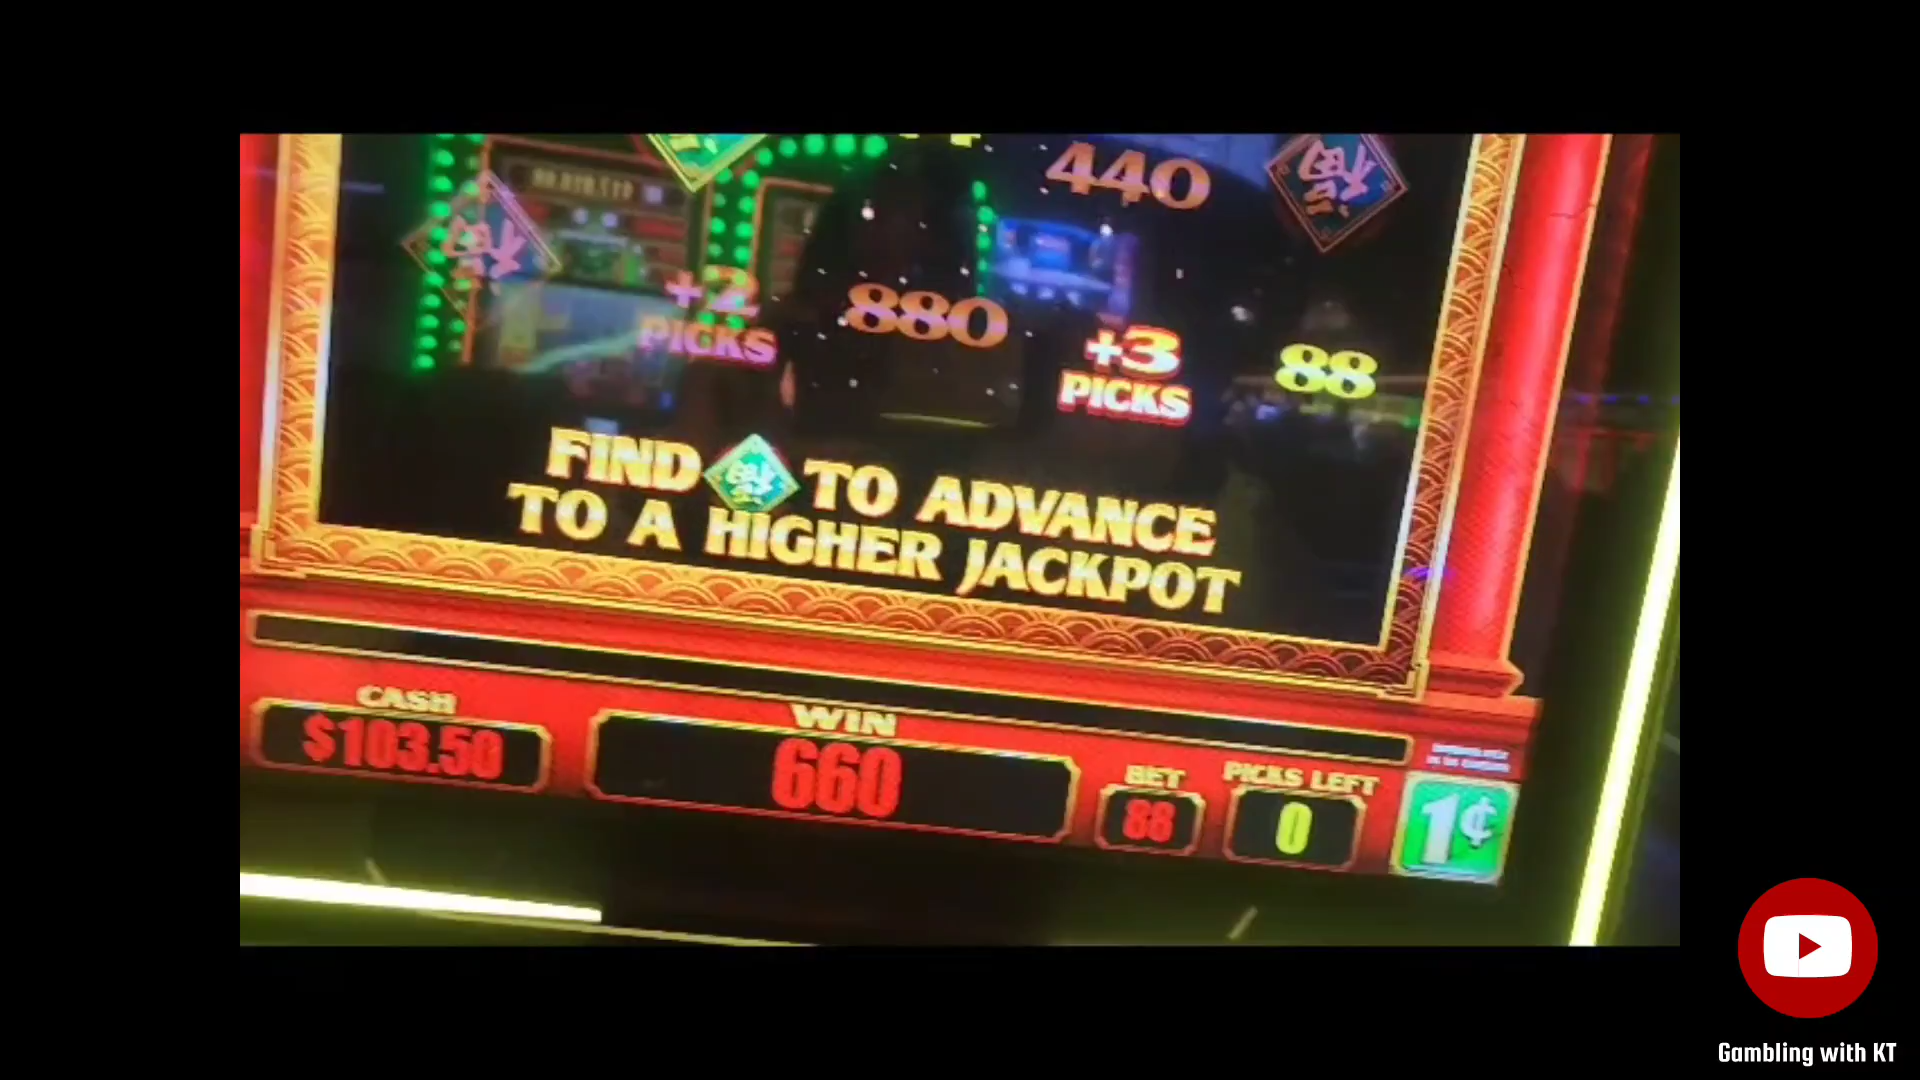 440
+2
PICKS
880
+3
PICKS
88
FIND TO ADVANCE
TO A HIGHER JACKPOT
CASH
$103.50
WIN
660
BET
88
PICKS LEFT
0
1¢
Gambling with KT